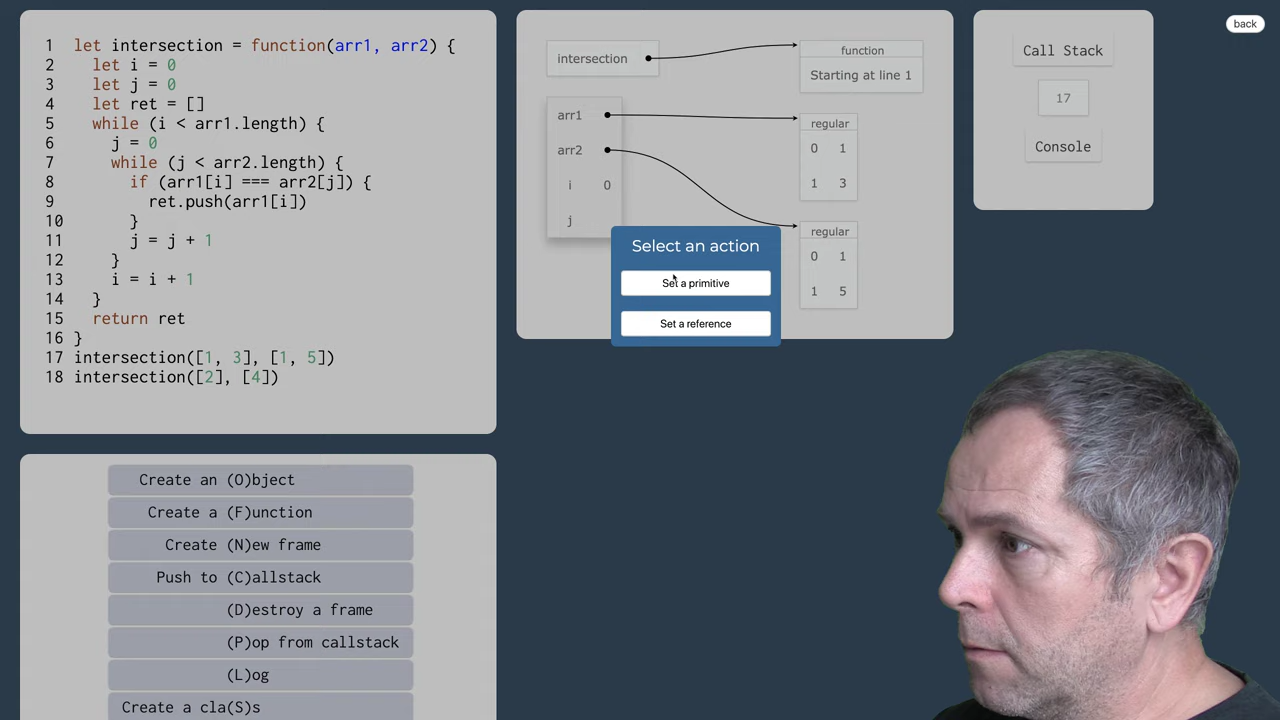 back
1 let intersection = function(arr1, arr2) {
2 let i = 0
3 let j = 0
4 let ret = []
5 while (i < arr1.length) {
6 j = 0
7 while (j < arr2.length) {
8 if (arr1[i] === arr2[j]) {
9 ret.push(arr1[i])
10 }
11 j = j + 1
12 }
13 i = i + 1
14 }
15 return ret
16 }
17 intersection([1, 3], [1, 5])
18 intersection([2], [4])
intersection
function
Starting at line 1
arr1
arr2
i 0
j
regular
0 1
1 3
regular
0 1
1 5
Select an action
Set a primitive
Set a reference
Call Stack
17
Console
Create an (O)bject
Create a (F)unction
Create (N)ew frame
Push to (C)allstack
(D)estroy a frame
(P)op from callstack
(L)og
Create a cla(S)s